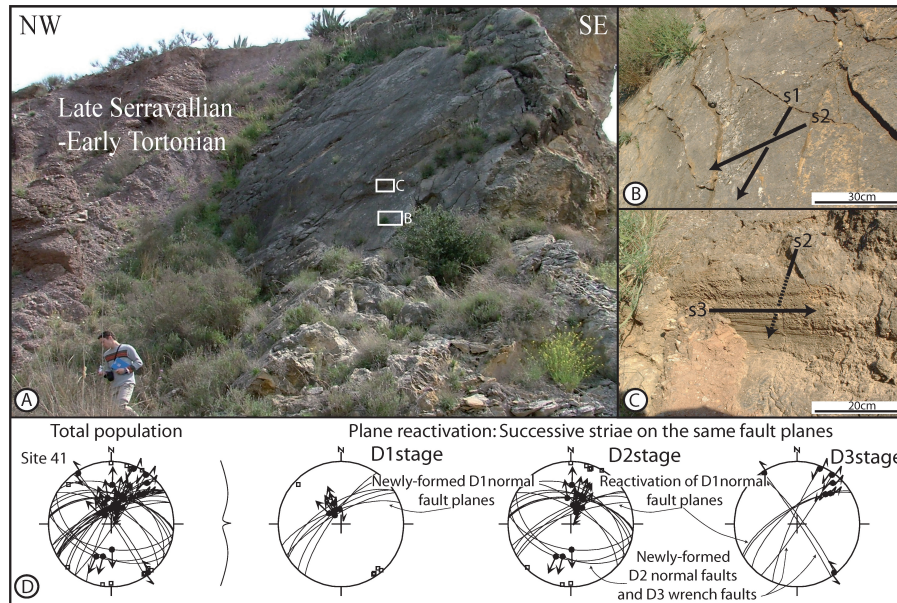 NW
SE
Late Serravallian
-Early Tortonian
C
B
A
s1
s2
B
30cm
s2
s3
C
20cm
Total population
Plane reactivation: Successive striae on the same fault planes
Site 41
D1stage
D2stage
D3stage
N
N
N
N
Newly-formed D1normal
fault planes
Reactivation of D1normal
fault planes
Newly-formed
D2 normal faults
and D3 wrench faults
D